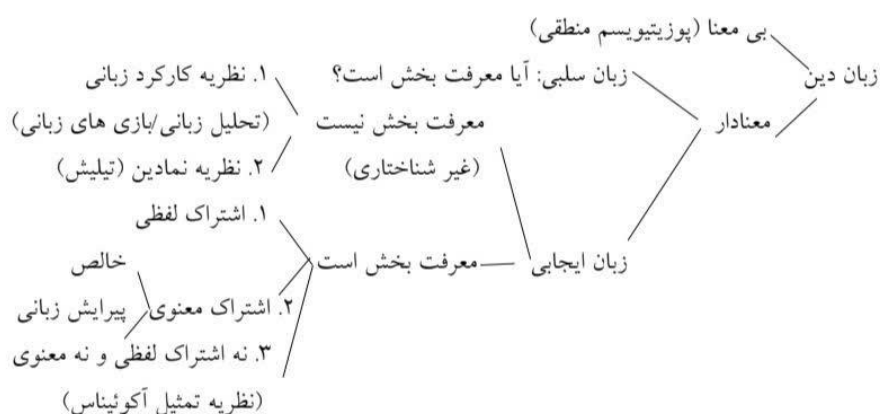 بی معنا (پوزیتیویسم منطقی)
زبان دین
زبان سلبی: آیا معرفت بخش است؟
۱. نظریه کارکرد زبانی
معنادار
معرفت بخش نیست
(تحلیل زبانی/بازی های زبانی)
(غیر شناختاری)
۲. نظریه نمادین (تیلیش)
۱. اشتراک لفظی
زبان ایجابی
معرفت بخش است
خالص
۲. اشتراک معنوی
پیرایش زبانی
۳. نه اشتراک لفظی و نه معنوی
(نظریه تمثیل آکوئیناس)